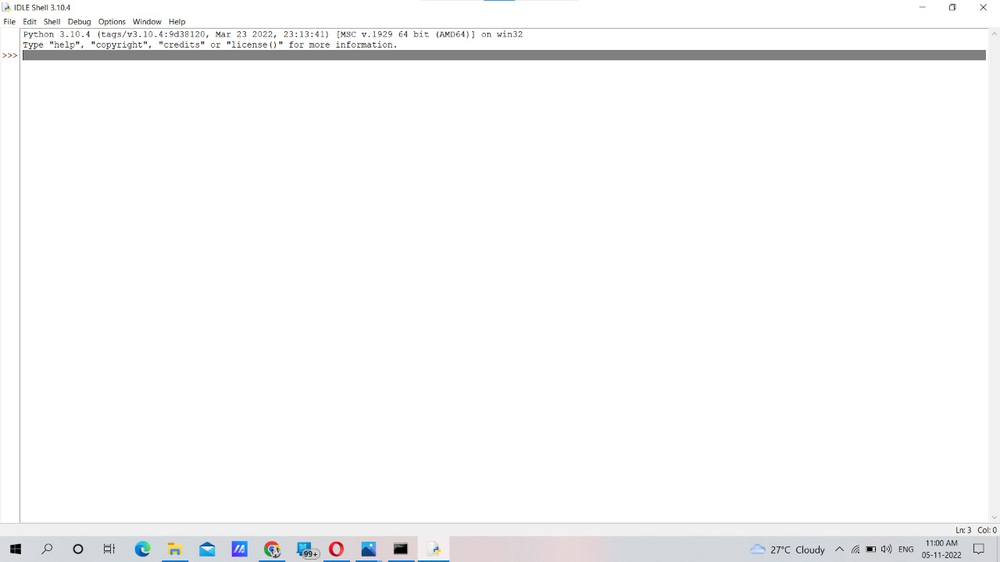 IDLE Shell 3.10.4
File Edit Shell Debug Options Window Help
Python 3.10.4 (tags/v3.10.4:9d38120, Mar 23 2022, 23:13:41) [MSC v.1929 64 bit (AMD64)] on win32
Type "help", "copyright", "credits" or "license()" for more information.
>>>
Ln: 3 Col: 0
99+
27°C Cloudy
ENG
11:00 AM
05-11-2022